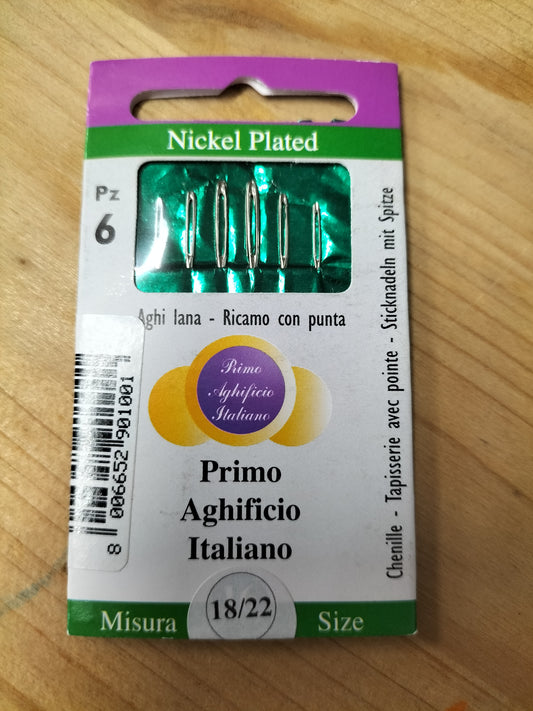 Nickel Plated
Pz
6
Aghi lana - Ricamo con punta
Primo
Aghificio
Italiano
Primo
Aghificio
Italiano
Chenille - Tapisserie avec pointe - Sticknadeln mit Spitze
8 006652 901001
Misura
18/22
Size